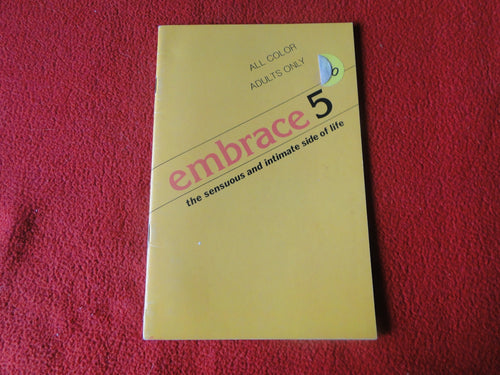 ALL COLOR
ADULTS ONLY
embrace 5
the sensuous and intimate side of life